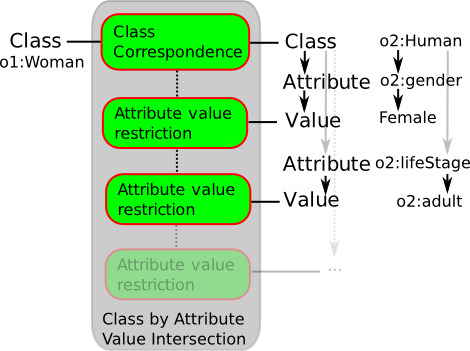 Class
o1:Woman
Class
Correspondence
Class
o2:Human
Attribute
o2:gender
Attribute value
restriction
Value
Female
Attribute
o2:lifeStage
Attribute value
restriction
Value
o2:adult
Attribute value
restriction
...
Class by Attribute
Value Intersection